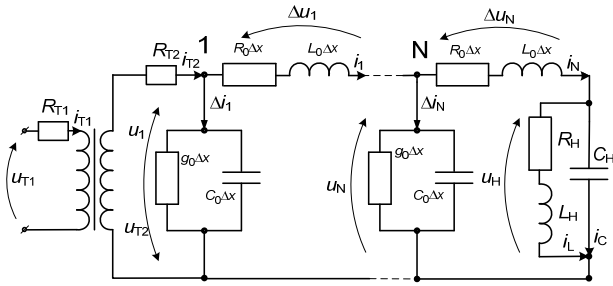 Δu₁
ΔuN
RT2
iT2
1
R₀Δx
L₀Δx
i₁
N
R₀Δx
L₀Δx
iN
RT1
iT1
u₁
Δi₁
ΔiN
g₀Δx
g₀Δx
RH
CH
uT1
C₀Δx
uN
C₀Δx
uH
LH
uT2
iL
iC